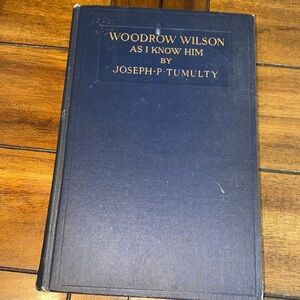 WOODROW WILSON
AS I KNOW HIM
BY
JOSEPH·P·TUMULTY